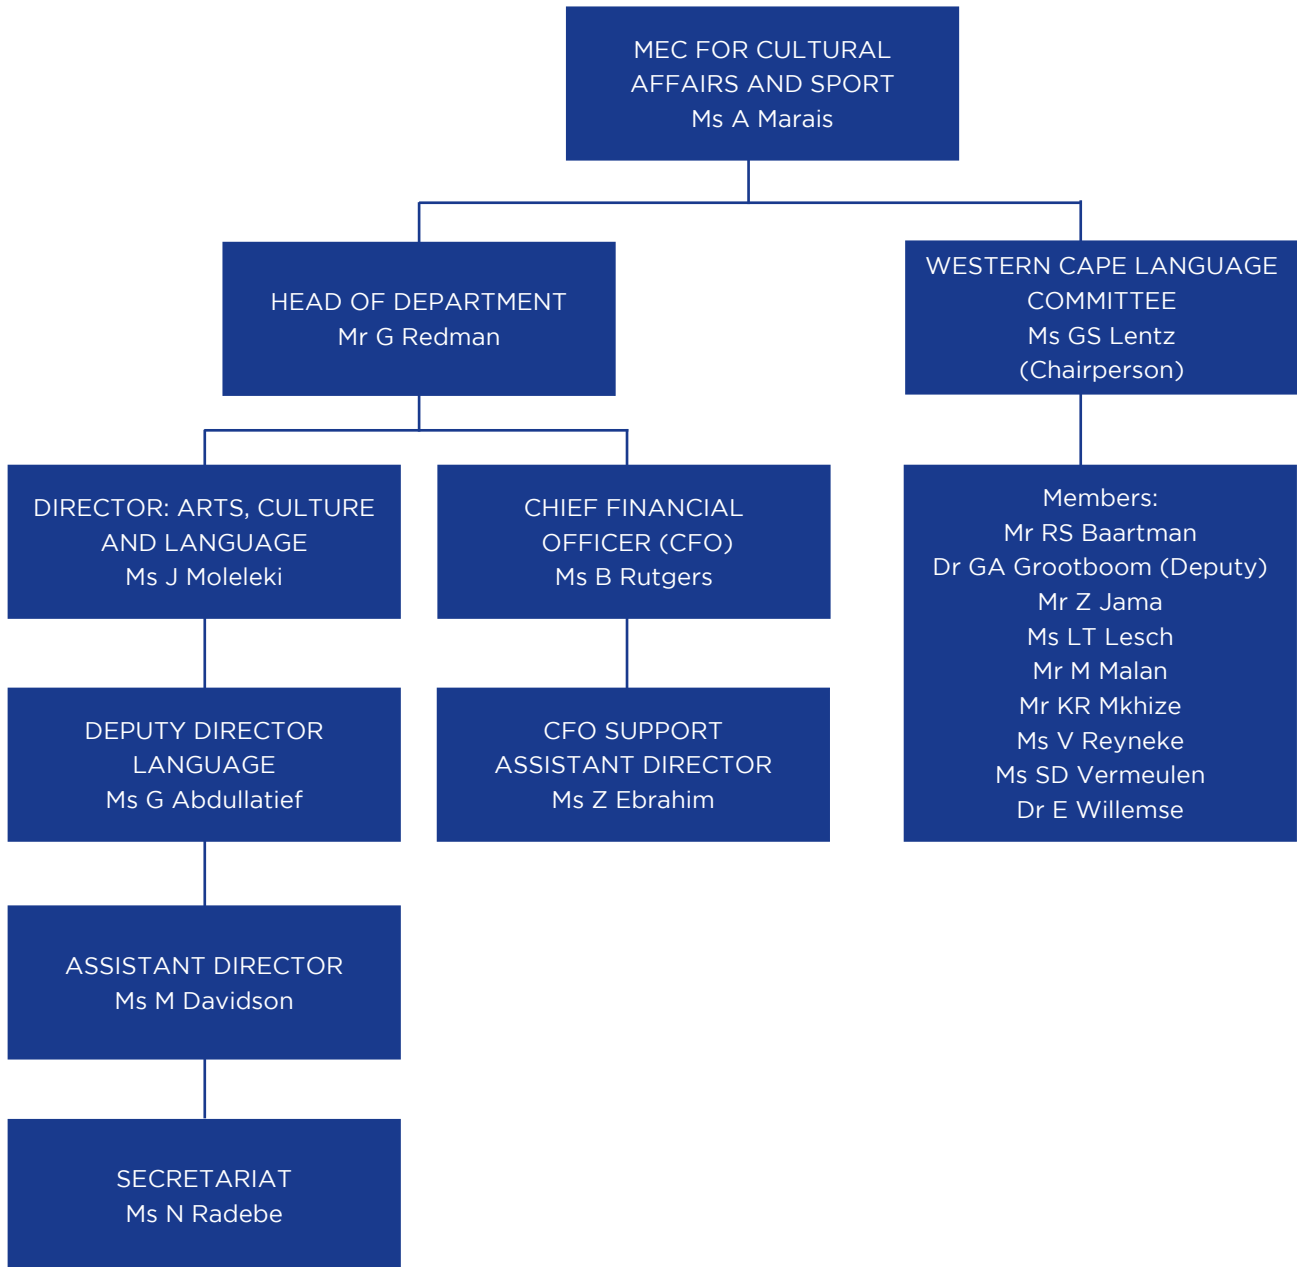 MEC FOR CULTURAL
AFFAIRS AND SPORT
Ms A Marais
HEAD OF DEPARTMENT
Mr G Redman
WESTERN CAPE LANGUAGE
COMMITTEE
Ms GS Lentz
(Chairperson)
DIRECTOR: ARTS, CULTURE
AND LANGUAGE
Ms J Moleleki
CHIEF FINANCIAL
OFFICER (CFO)
Ms B Rutgers
Members:
Mr RS Baartman
Dr GA Grootboom (Deputy)
Mr Z Jama
Ms LT Lesch
Mr M Malan
Mr KR Mkhize
Ms V Reyneke
Ms SD Vermeulen
Dr E Willemse
DEPUTY DIRECTOR
LANGUAGE
Ms G Abdullatief
CFO SUPPORT
ASSISTANT DIRECTOR
Ms Z Ebrahim
ASSISTANT DIRECTOR
Ms M Davidson
SECRETARIAT
Ms N Radebe